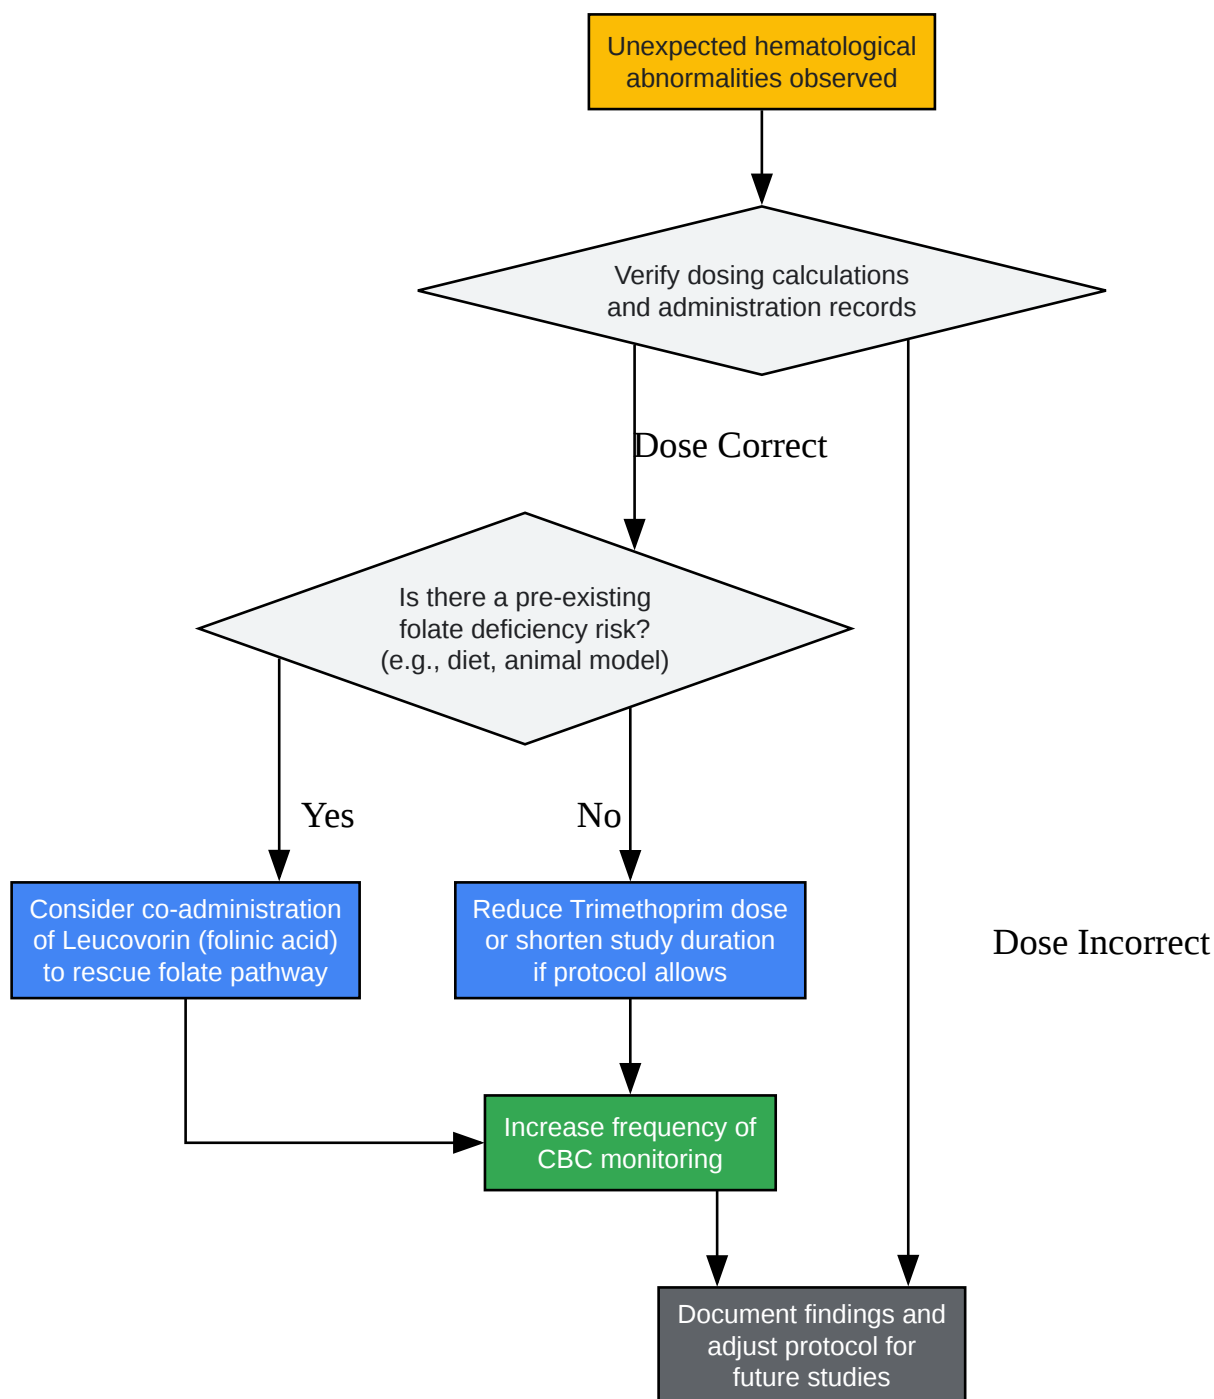 Unexpected hematological
abnormalities observed
Verify dosing calculations
and administration records
Dose Correct
Is there a pre-existing
folate deficiency risk?
(e.g., diet, animal model)
Yes
No
Consider co-administration
of Leucovorin (folinic acid)
to rescue folate pathway
Reduce Trimethoprim dose
or shorten study duration
if protocol allows
Dose Incorrect
Increase frequency of
CBC monitoring
Document findings and
adjust protocol for
future studies